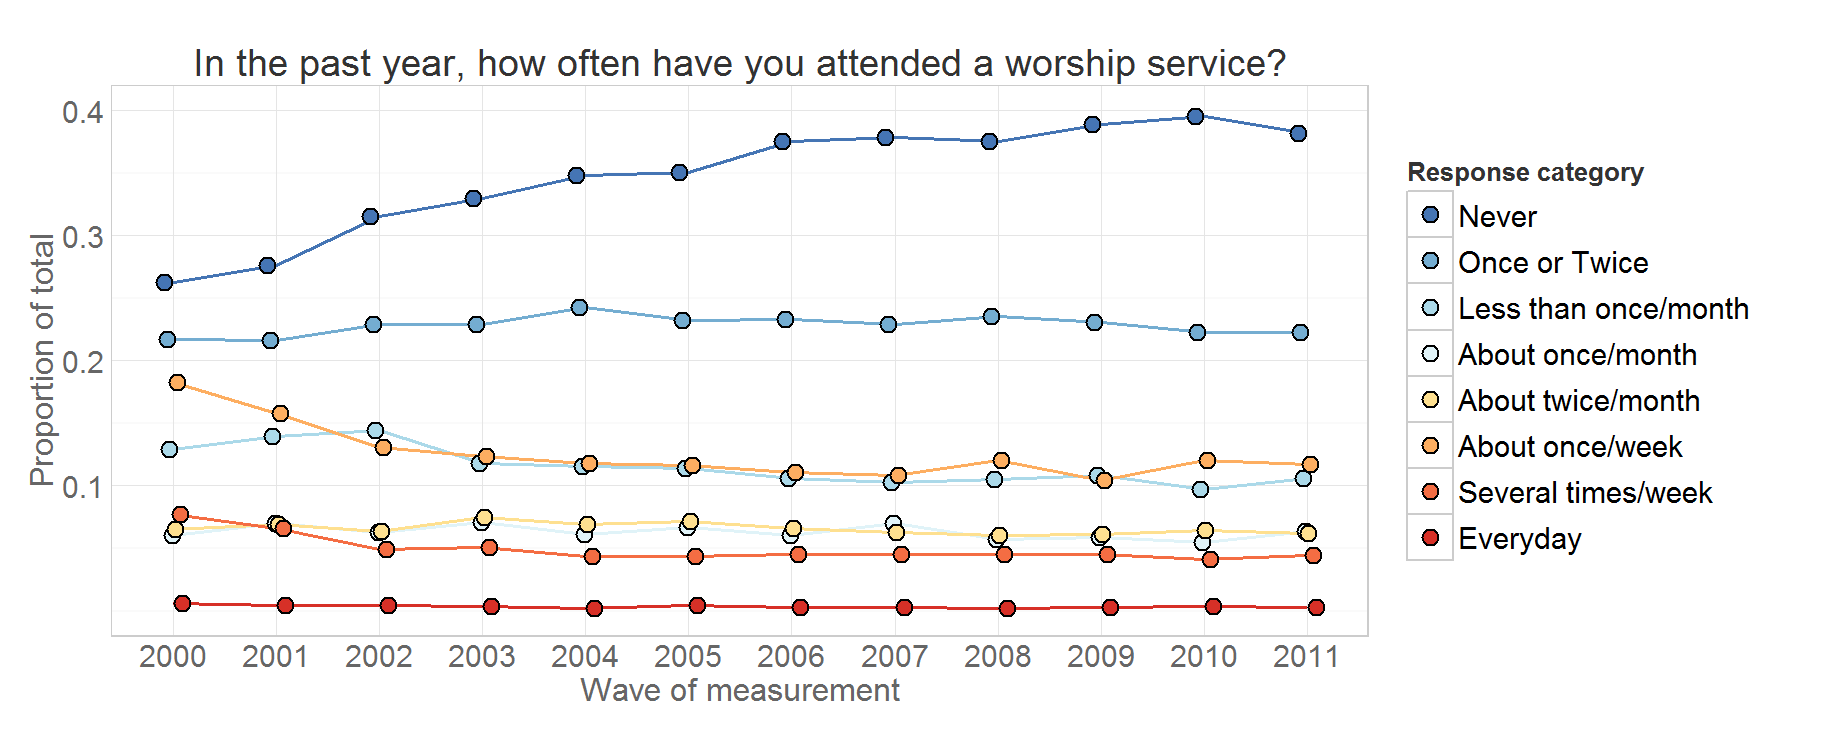 In the past year, how often have you attended a worship service?
Proportion of total
0.4
0.3
0.2
0.1
2000 2001 2002 2003 2004 2005 2006 2007 2008 2009 2010 2011
Wave of measurement
Response category
Never
Once or Twice
Less than once/month
About once/month
About twice/month
About once/week
Several times/week
Everyday